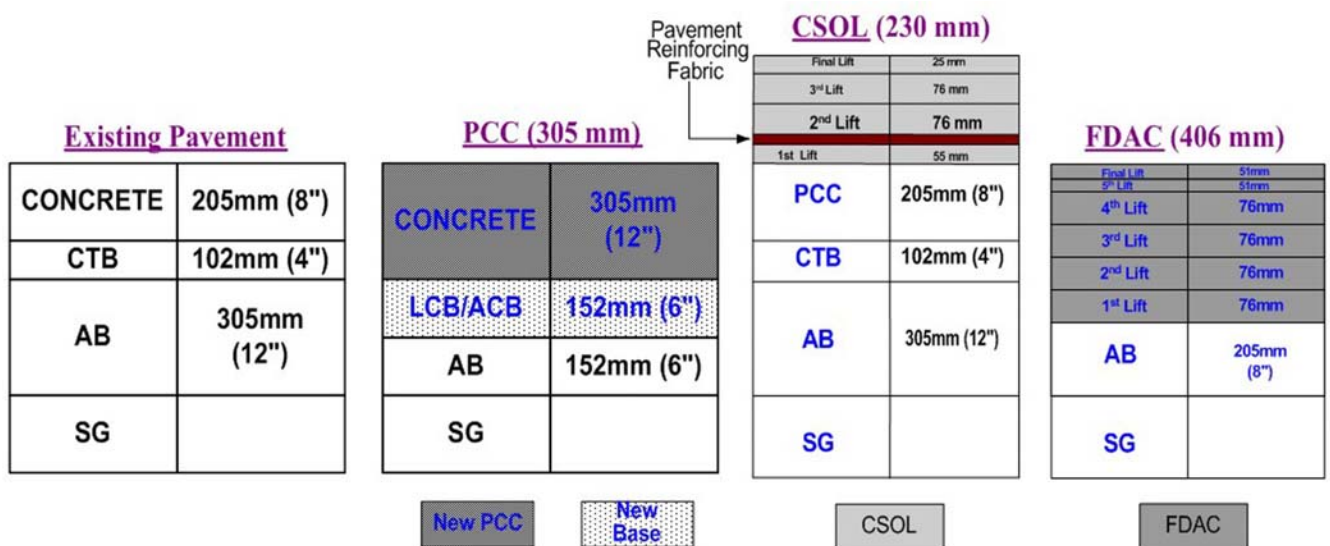 Existing Pavement
CONCRETE 205mm (8")
CTB 102mm (4")
AB 305mm
(12")
SG
PCC (305 mm)
CONCRETE 305mm
(12")
LCB/ACB 152mm (6")
AB 152mm (6")
SG
New PCC
New
Base
Pavement
Reinforcing
Fabric
CSOL (230 mm)
Final Lift 25 mm
3rd Lift 76 mm
2nd Lift 76 mm
1st Lift 55 mm
PCC 205mm (8")
CTB 102mm (4")
AB 305mm (12")
SG
CSOL
FDAC (406 mm)
Final Lift 51mm
5th Lift 51mm
4th Lift 76mm
3rd Lift 76mm
2nd Lift 76mm
1st Lift 76mm
AB 205mm
(8")
SG
FDAC